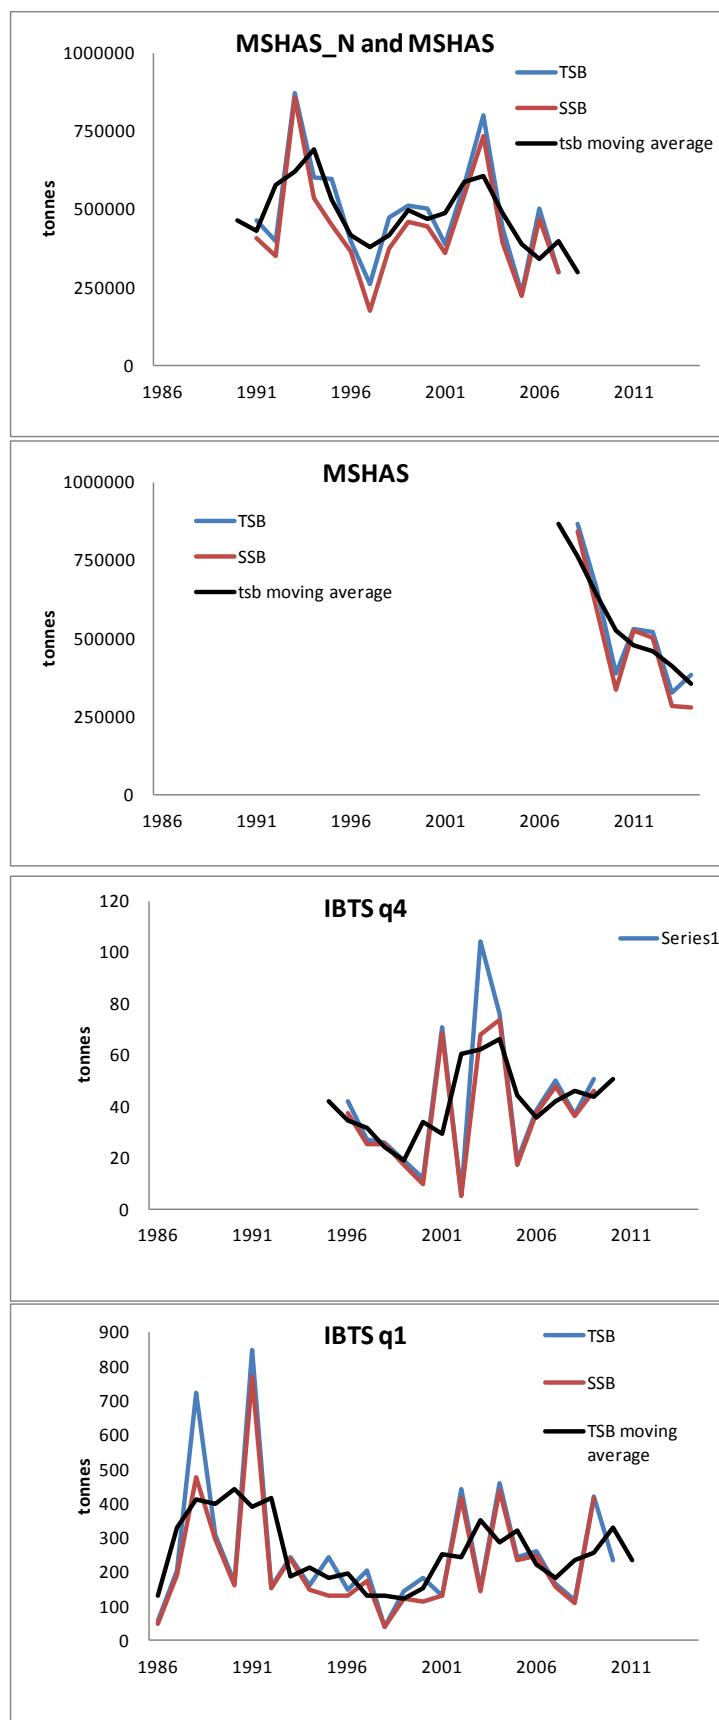 MSHAS_N and MSHAS
1000000
750000
500000
250000
0
tonnes
TSB
SSB
tsb moving average
1986 1991 1996 2001 2006 2011
MSHAS
1000000
750000
500000
250000
0
tonnes
TSB
SSB
tsb moving average
1986 1991 1996 2001 2006 2011
IBTS q4
120
100
80
60
40
20
0
tonnes
Series1
1986 1991 1996 2001 2006 2011
IBTS q1
900
800
700
600
500
400
300
200
100
0
tonnes
TSB
SSB
TSB moving
average
1986 1991 1996 2001 2006 2011